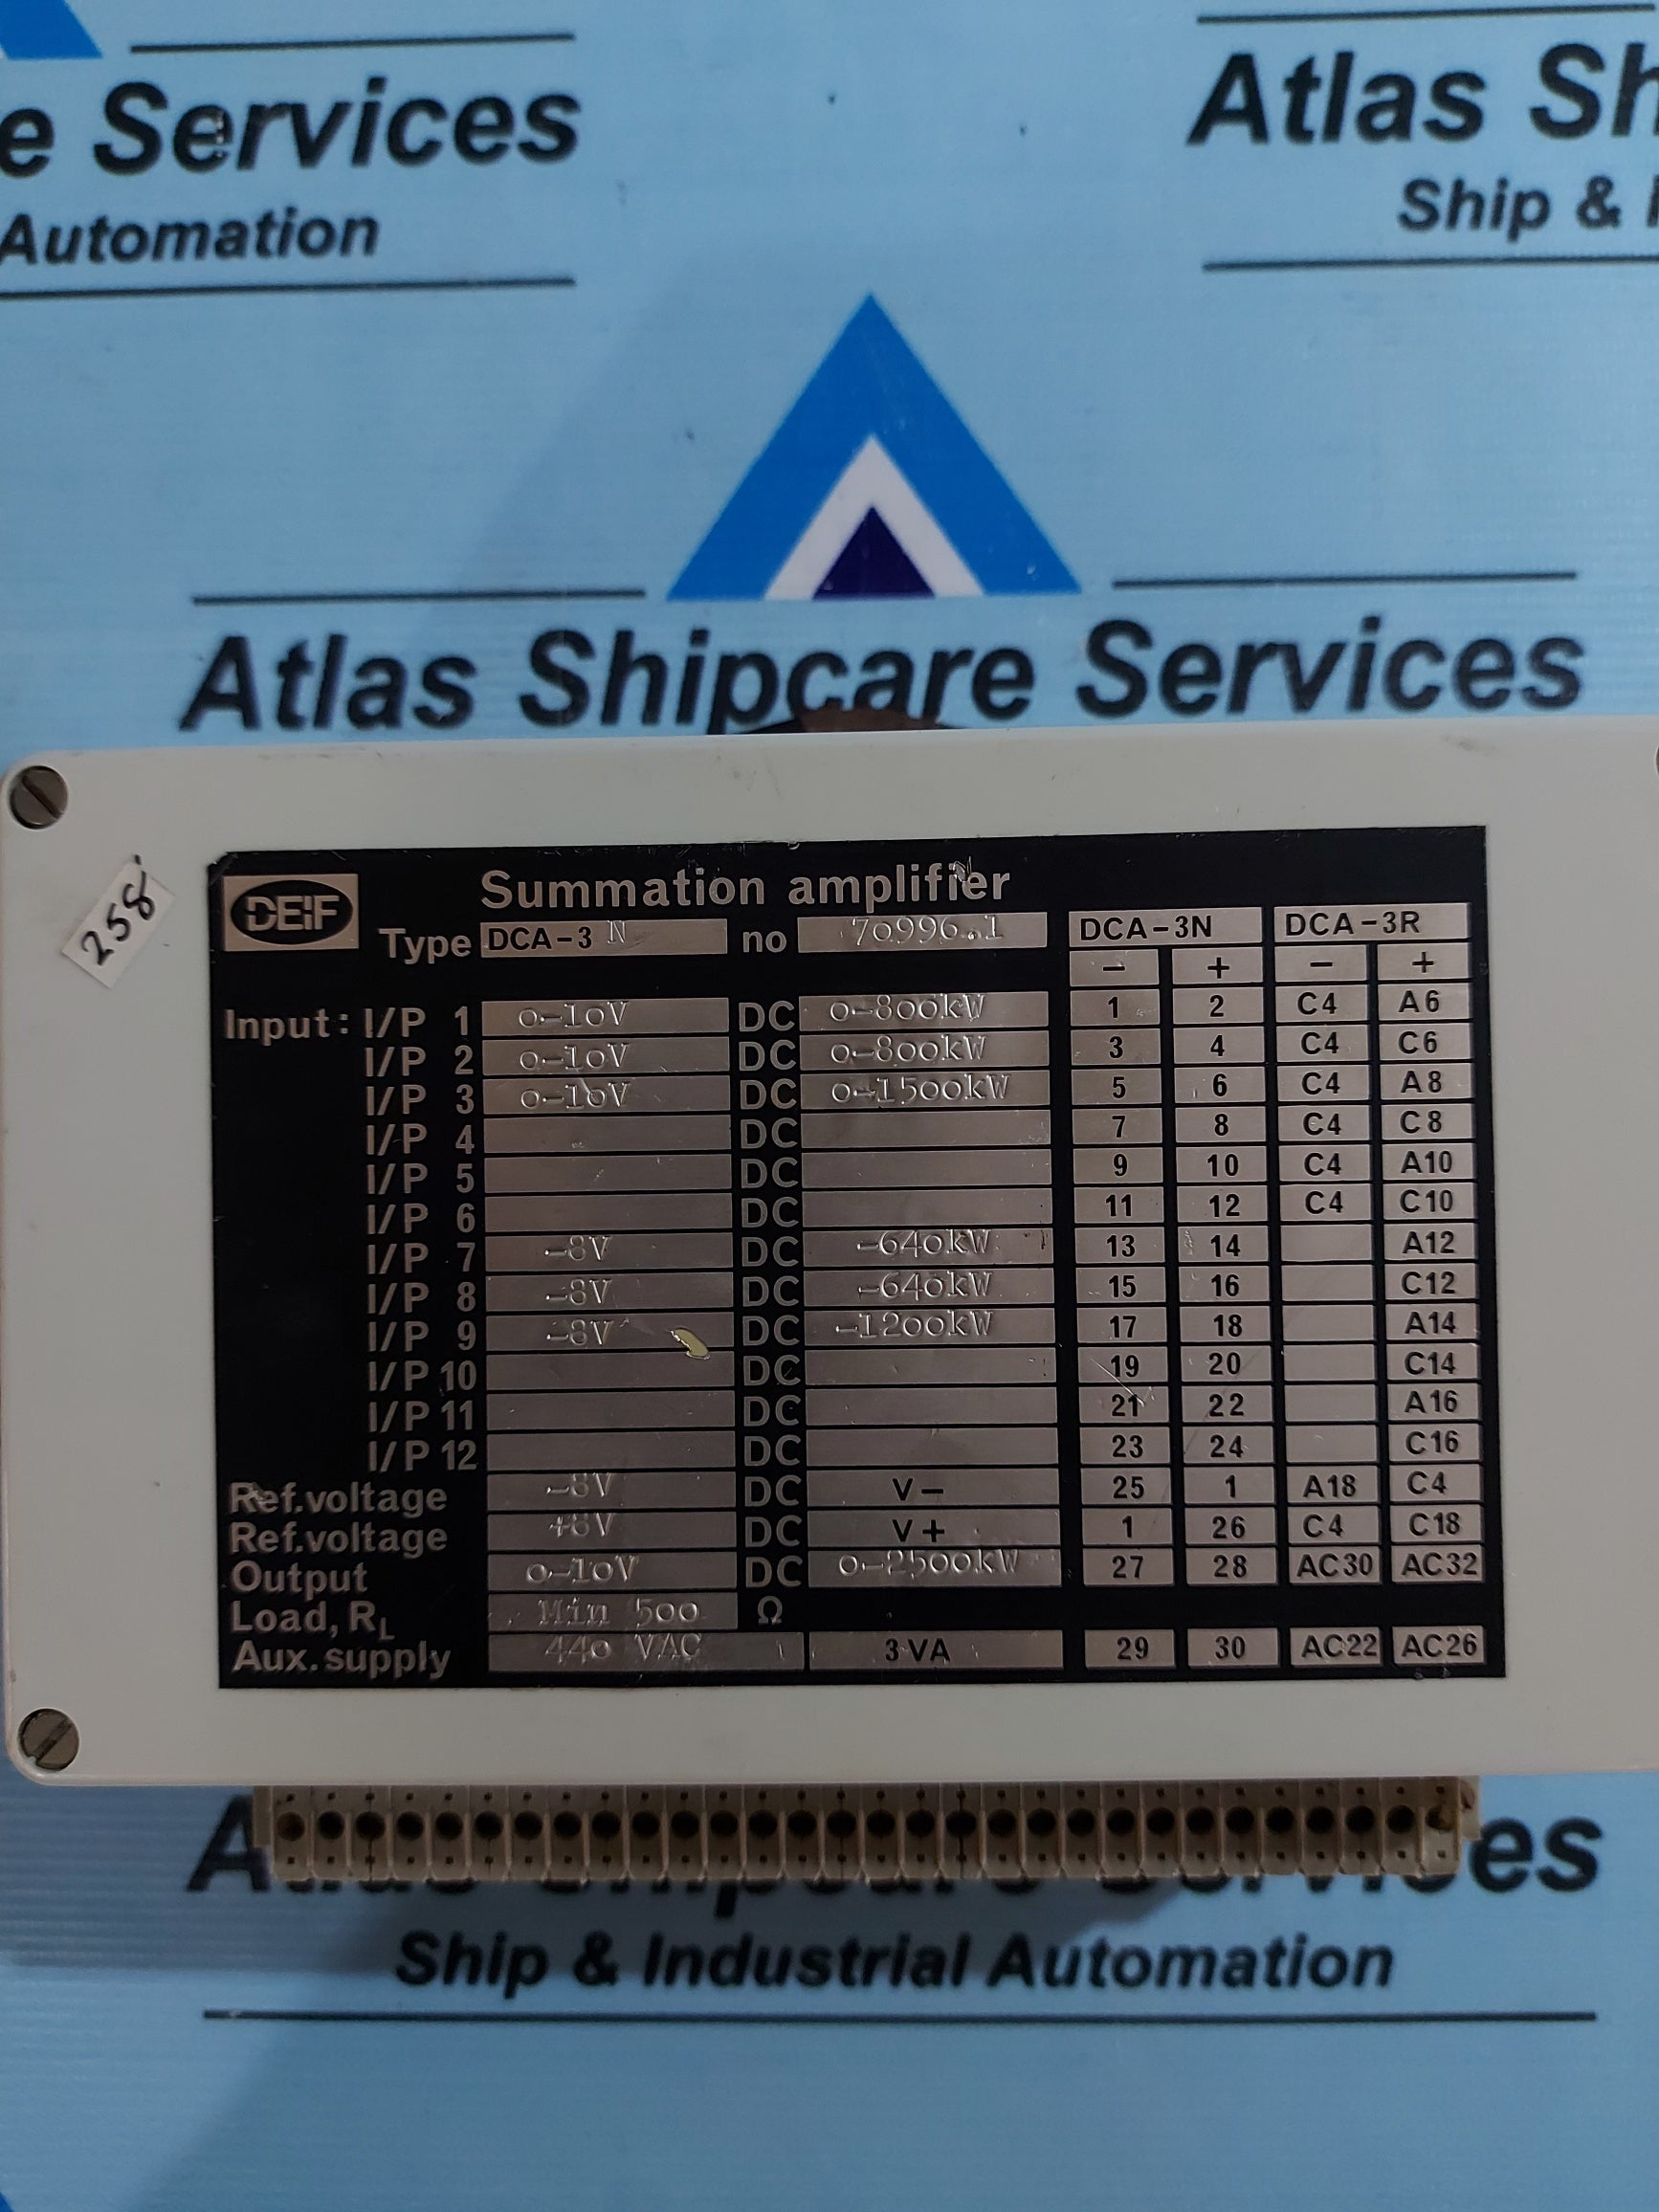 e Services
Automation
Atlas Sh
Ship &
Atlas Shipcare Services
258
DEIF
Summation amplifier
Type DCA-3 N no 70996.1 DCA-3N DCA-3R
- + - +
Input: I/P 1 0-10V DC 0-800kW 1 2 C4 A6
I/P 2 0-10V DC 0-800kW 3 4 C4 C6
I/P 3 0-10V DC 0-1500kW 5 6 C4 A8
I/P 4 DC 7 8 C4 C8
I/P 5 DC 9 10 C4 A10
I/P 6 DC 11 12 C4 C10
I/P 7 -8V DC -640kW 13 14 A12
I/P 8 -8V DC -640kW 15 16 C12
I/P 9 -8V DC -1200kW 17 18 A14
I/P 10 DC 19 20 C14
I/P 11 DC 21 22 A16
I/P 12 DC 23 24 C16
Ref.voltage -8V DC V- 25 1 A18 C4
Ref.voltage +8V DC V+ 1 26 C4 C18
Output 0-10V DC 0-2500kW 27 28 AC30 AC32
Load, RL Min 500 Ω
Aux.supply 440 VAC 3VA 29 30 AC22 AC26
Atlas Shipcare Services
Ship & Industrial Automation